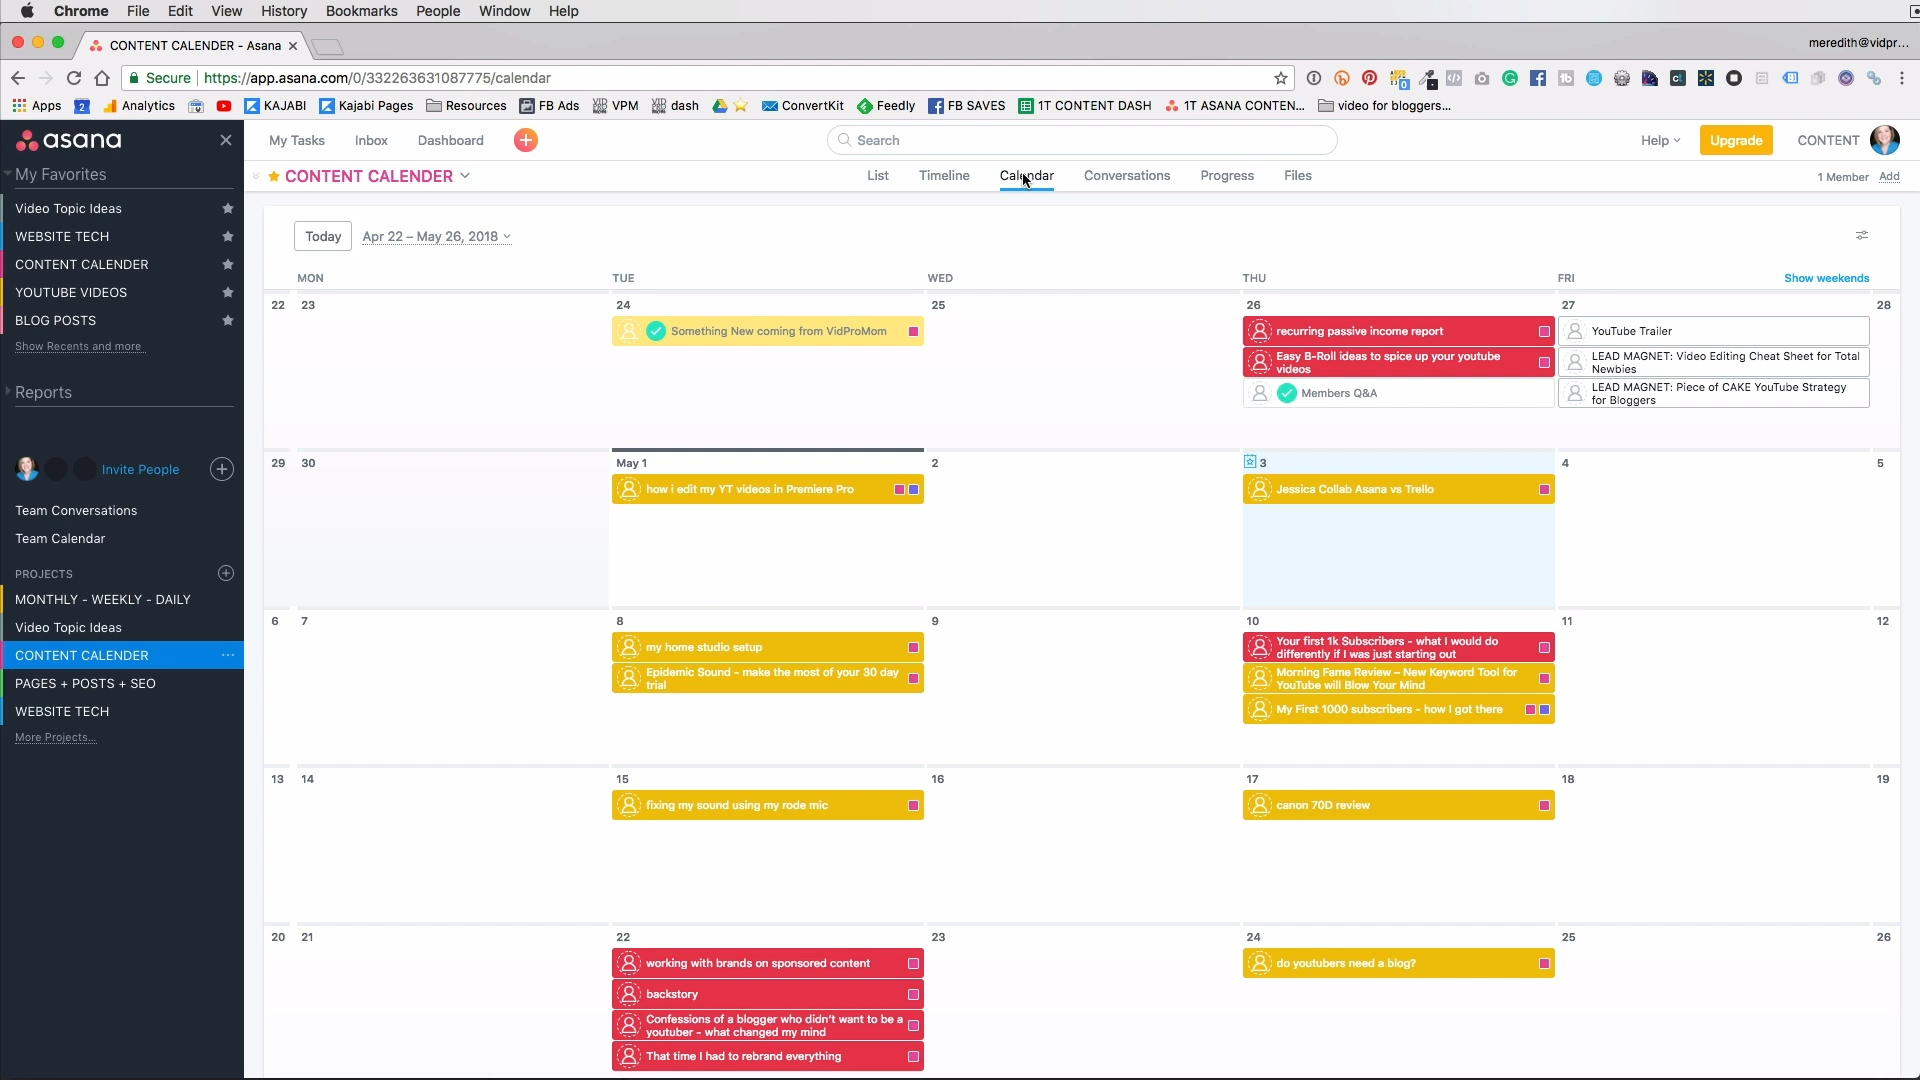 Chrome File Edit View History Bookmarks People Window Help
CONTENT CALENDER - Asana
meredith@vidpr...
Secure https://app.asana.com/0/332263631087775/calendar
Apps 2 Analytics KAJABI Kajabi Pages Resources FB Ads VPM dash ConvertKit Feedly FB SAVES 1T CONTENT DASH 1T ASANA CONTEN... video for bloggers...
asana
My Tasks Inbox Dashboard Search Help Upgrade CONTENT
CONTENT CALENDER List Timeline Calendar Conversations Progress Files 1 Member Add
My Favorites
Video Topic Ideas
WEBSITE TECH
CONTENT CALENDER
YOUTUBE VIDEOS
BLOG POSTS
Show Recents and more
Reports
Invite People
Team Conversations
Team Calendar
PROJECTS
MONTHLY - WEEKLY - DAILY
Video Topic Ideas
CONTENT CALENDER
PAGES + POSTS + SEO
WEBSITE TECH
More Projects...
Today Apr 22 – May 26, 2018
MON TUE WED THU FRI Show weekends
22 23 24 25 26 27 28
Something New coming from VidProMom
recurring passive income report
Easy B-Roll ideas to spice up your youtube
videos
Members Q&A
YouTube Trailer
LEAD MAGNET: Video Editing Cheat Sheet for Total
Newbies
LEAD MAGNET: Piece of CAKE YouTube Strategy
for Bloggers
29 30 May 1 2 3 4 5
how i edit my YT videos in Premiere Pro
Jessica Collab Asana vs Trello
6 7 8 9 10 11 12
my home studio setup
Epidemic Sound - make the most of your 30 day
trial
Your first 1k Subscribers - what I would do
differently if I was just starting out
Morning Fame Review – New Keyword Tool for
YouTube will Blow Your Mind
My First 1000 subscribers - how I got there
13 14 15 16 17 18 19
fixing my sound using my rode mic
canon 70D review
20 21 22 23 24 25 26
working with brands on sponsored content
backstory
Confessions of a blogger who didn't want to be a
youtuber - what changed my mind
That time I had to rebrand everything
do youtubers need a blog?